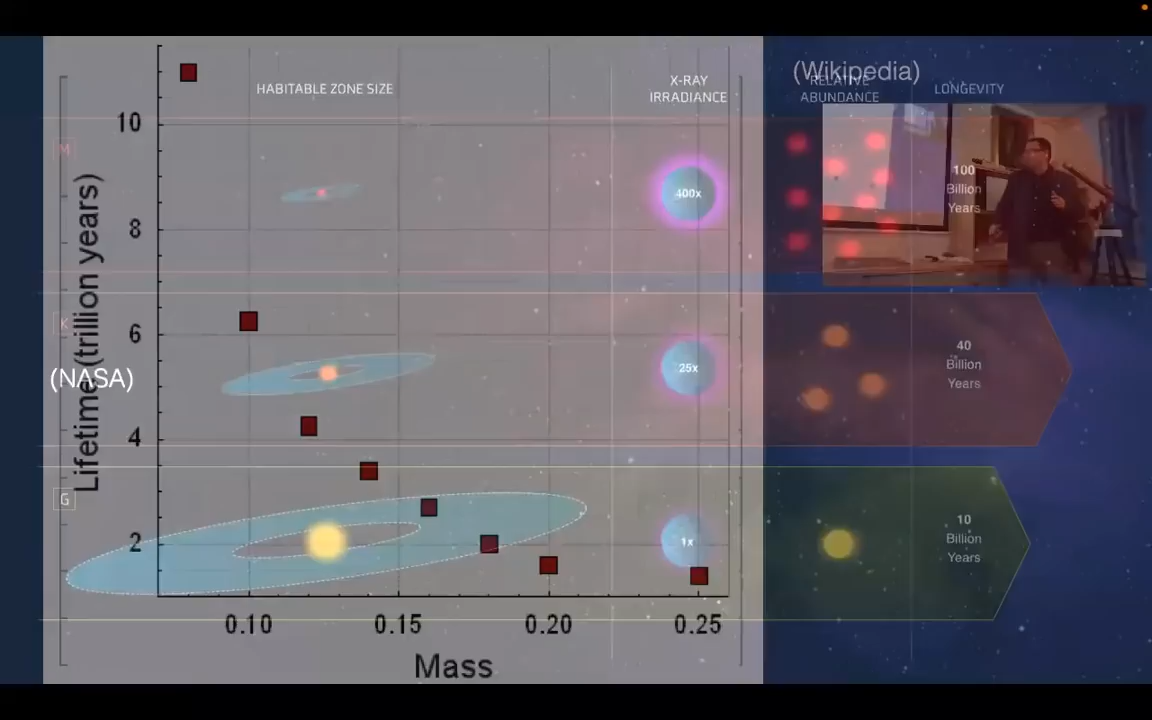 (Wikipedia)
HABITABLE ZONE SIZE
X-RAY
IRRADIANCE
RELATIVE
ABUNDANCE
LONGEVITY
10
8
6
4
2
Lifetime (trillion years)
M
400x
100
Billion
Years
K
25x
40
Billion
Years
(NASA)
G
1x
10
Billion
Years
0.10
0.15
0.20
0.25
Mass